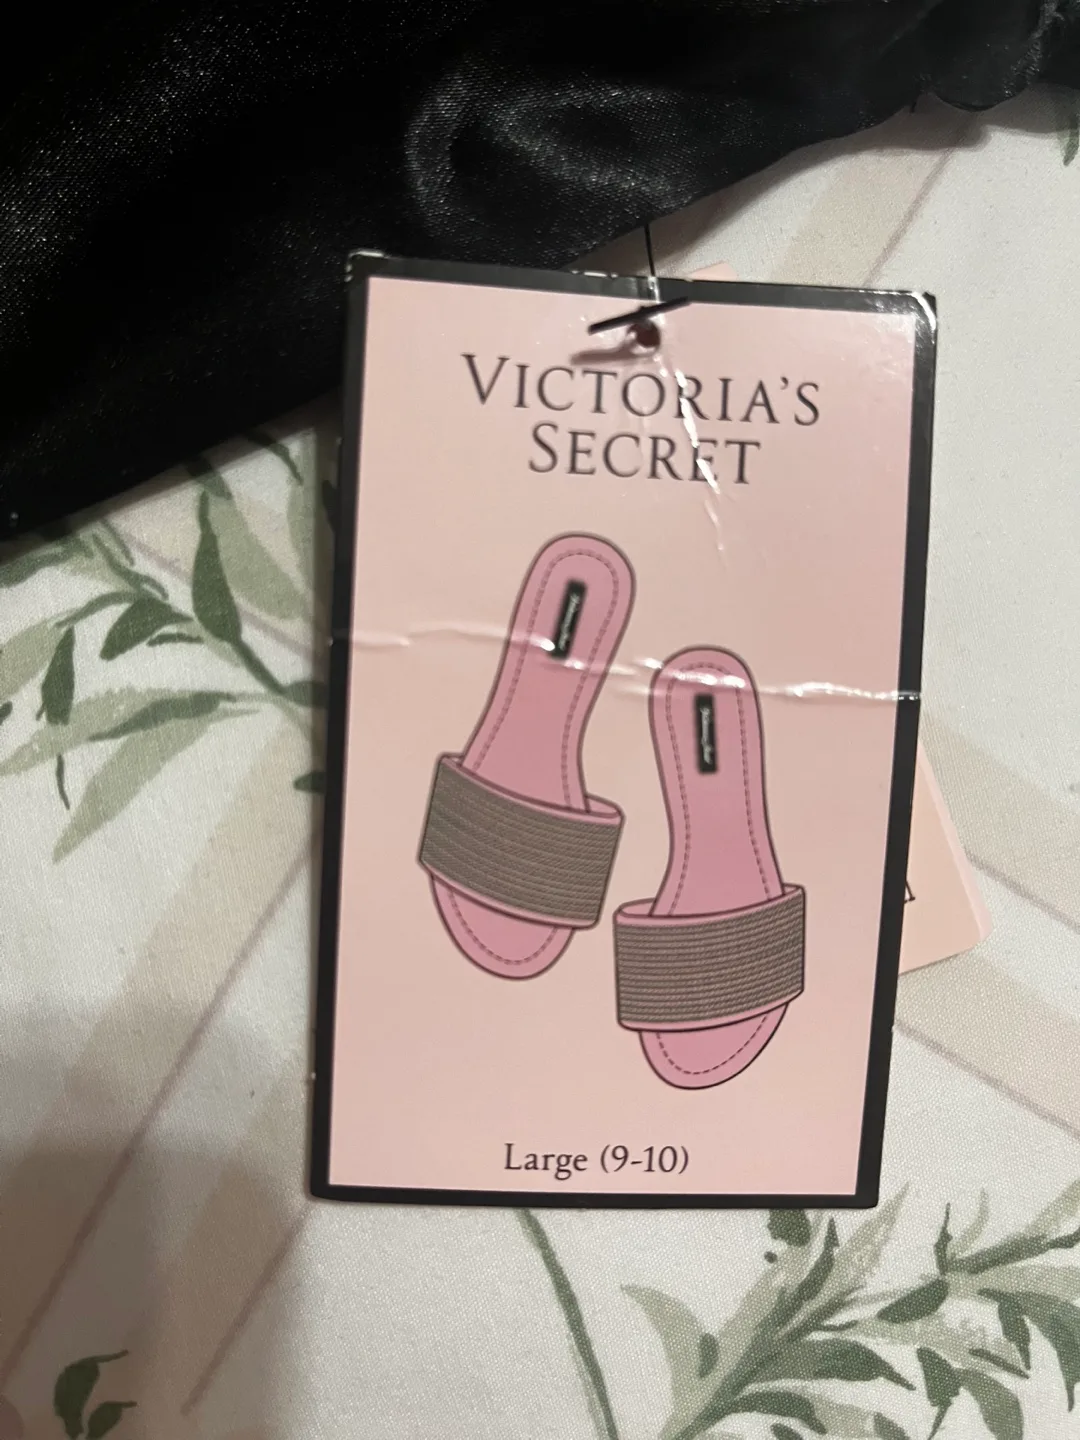 VICTORIA'S
SECRET
Large (9-10)